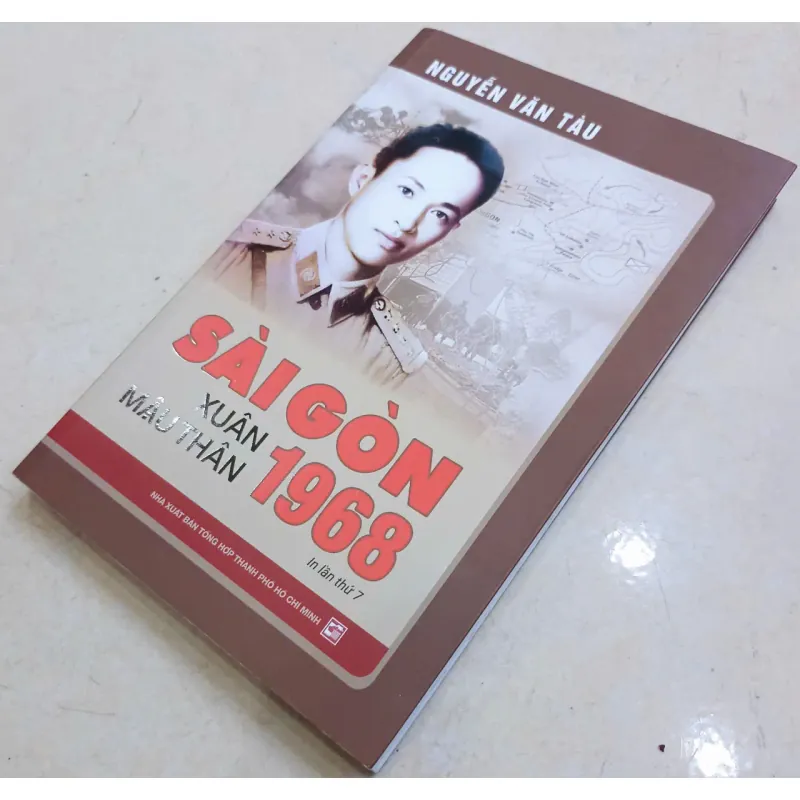 NGUYỄN VĂN TÀU
SÀI GÒN
XUÂN
MẬU THÂN
1968
In lần thứ 7
NHÀ XUẤT BẢN TỔNG HỢP THÀNH PHỐ HỒ CHÍ MINH